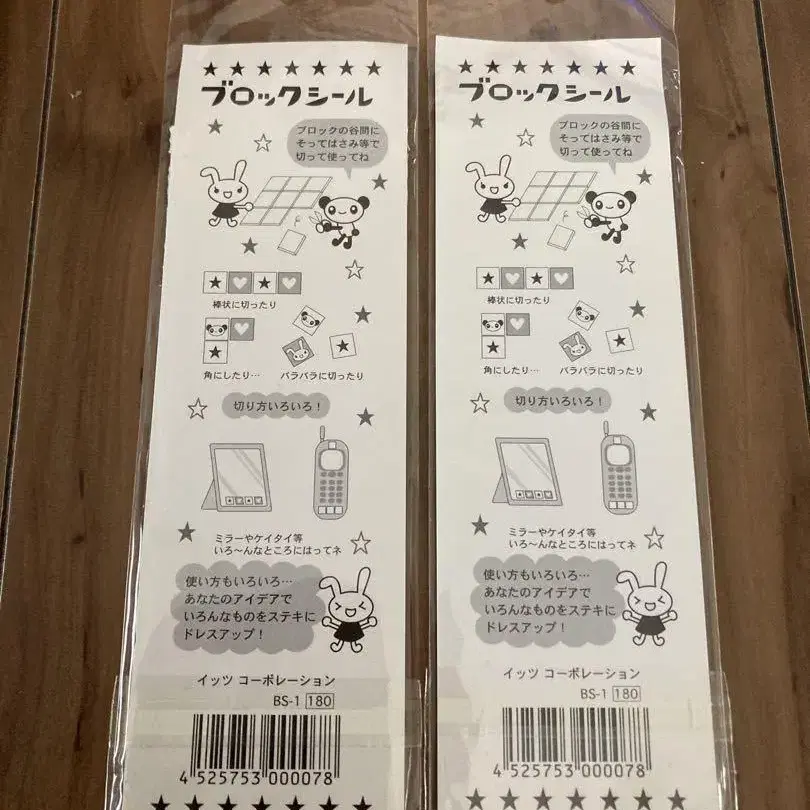 ブロックシール
ブロックの谷間に
そってはさみ等で
切って使ってね
棒状に切ったり
角にしたり…
バラバラに切ったり
切り方いろいろ！
ミラーやケイタイ等
いろ〜んなところにはってネ
使い方もいろいろ…
あなたのアイデアで
いろんなものをステキに
ドレスアップ！
イッツ コーポレーション
BS-1 180
4 525753 000078
ブロックシール
ブロックの谷間に
そってはさみ等で
切って使ってね
棒状に切ったり
角にしたり…
バラバラに切ったり
切り方いろいろ！
ミラーやケイタイ等
いろ〜んなところにはってネ
使い方もいろいろ…
あなたのアイデアで
いろんなものをステキに
ドレスアップ！
イッツ コーポレーション
BS-1 180
4 525753 000078